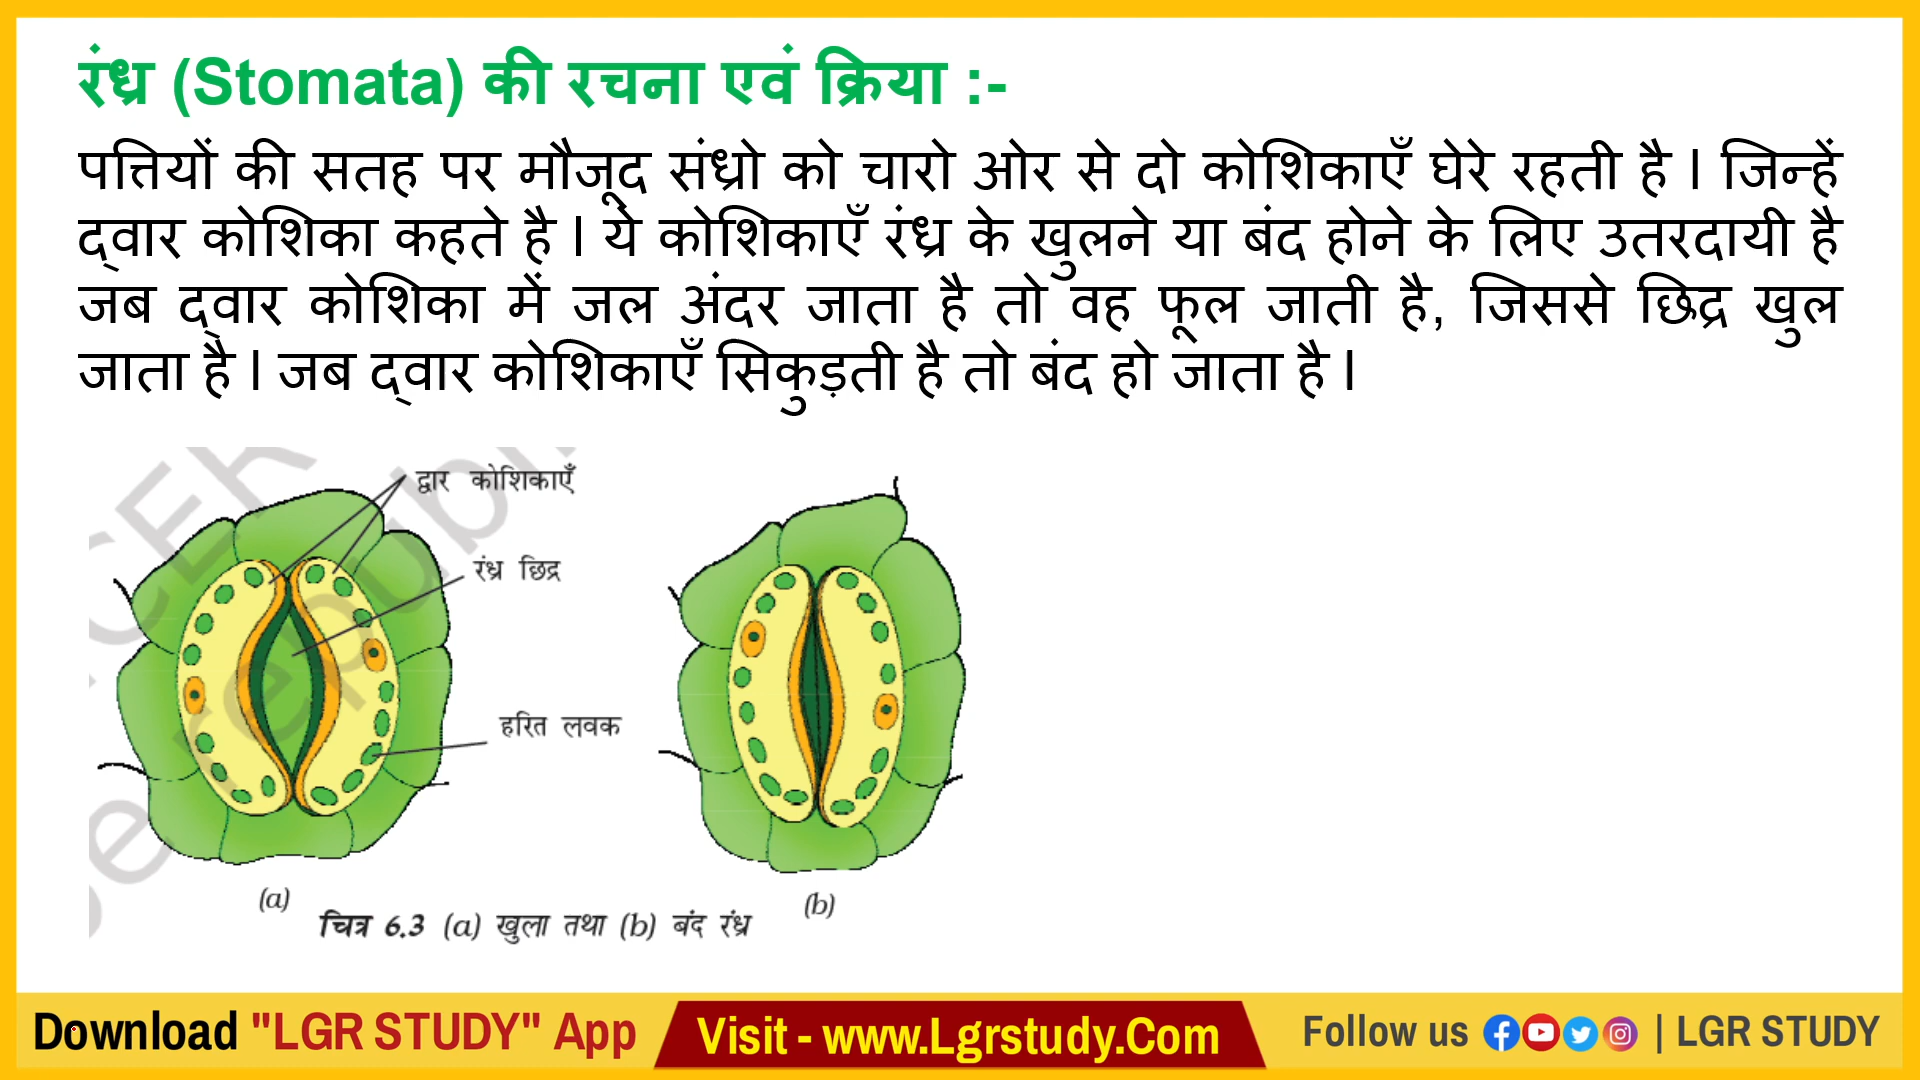 रंध्र (Stomata) की रचना एवं क्रिया :-
पत्तियों की सतह पर मौजूद संध्रो को चारो ओर से दो कोशिकाएँ घेरे रहती है l जिन्हें
द्वार कोशिका कहते है l ये कोशिकाएँ रंध्र के खुलने या बंद होने के लिए उतरदायी है
जब द्वार कोशिका में जल अंदर जाता है तो वह फूल जाती है, जिससे छिद्र खुल
जाता है l जब द्वार कोशिकाएँ सिकुड़ती है तो बंद हो जाता है l
द्वार कोशिकाएँ
रंध्र छिद्र
हरित लवक
(a)
(b)
चित्र 6.3 (a) खुला तथा (b) बंद रंध्र
Download "LGR STUDY" App
Visit - www.Lgrstudy.Com
Follow us | LGR STUDY